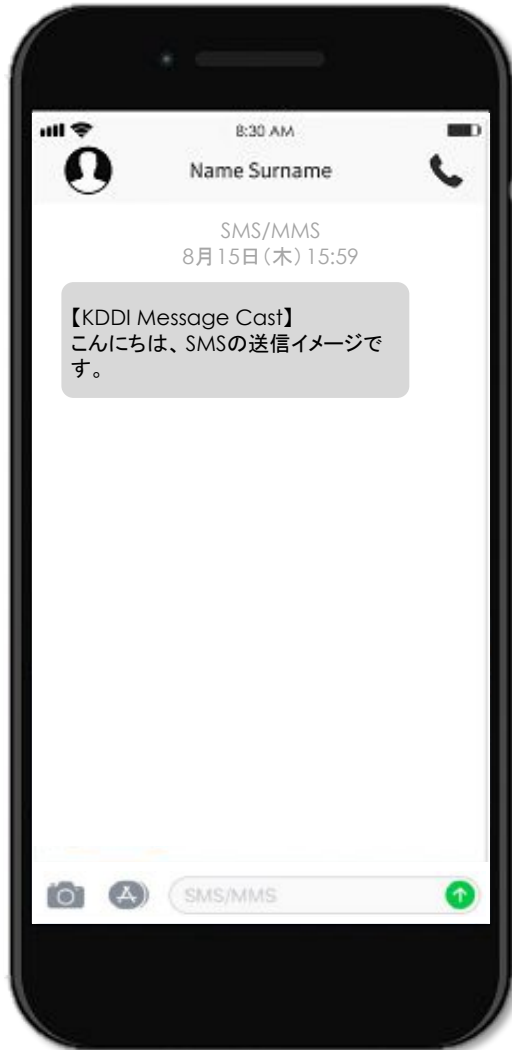 8:30 AM
Name Surname
SMS/MMS
8月15日(木) 15:59
【KDDI Message Cast】
こんにちは、SMSの送信イメージで
す。
SMS/MMS